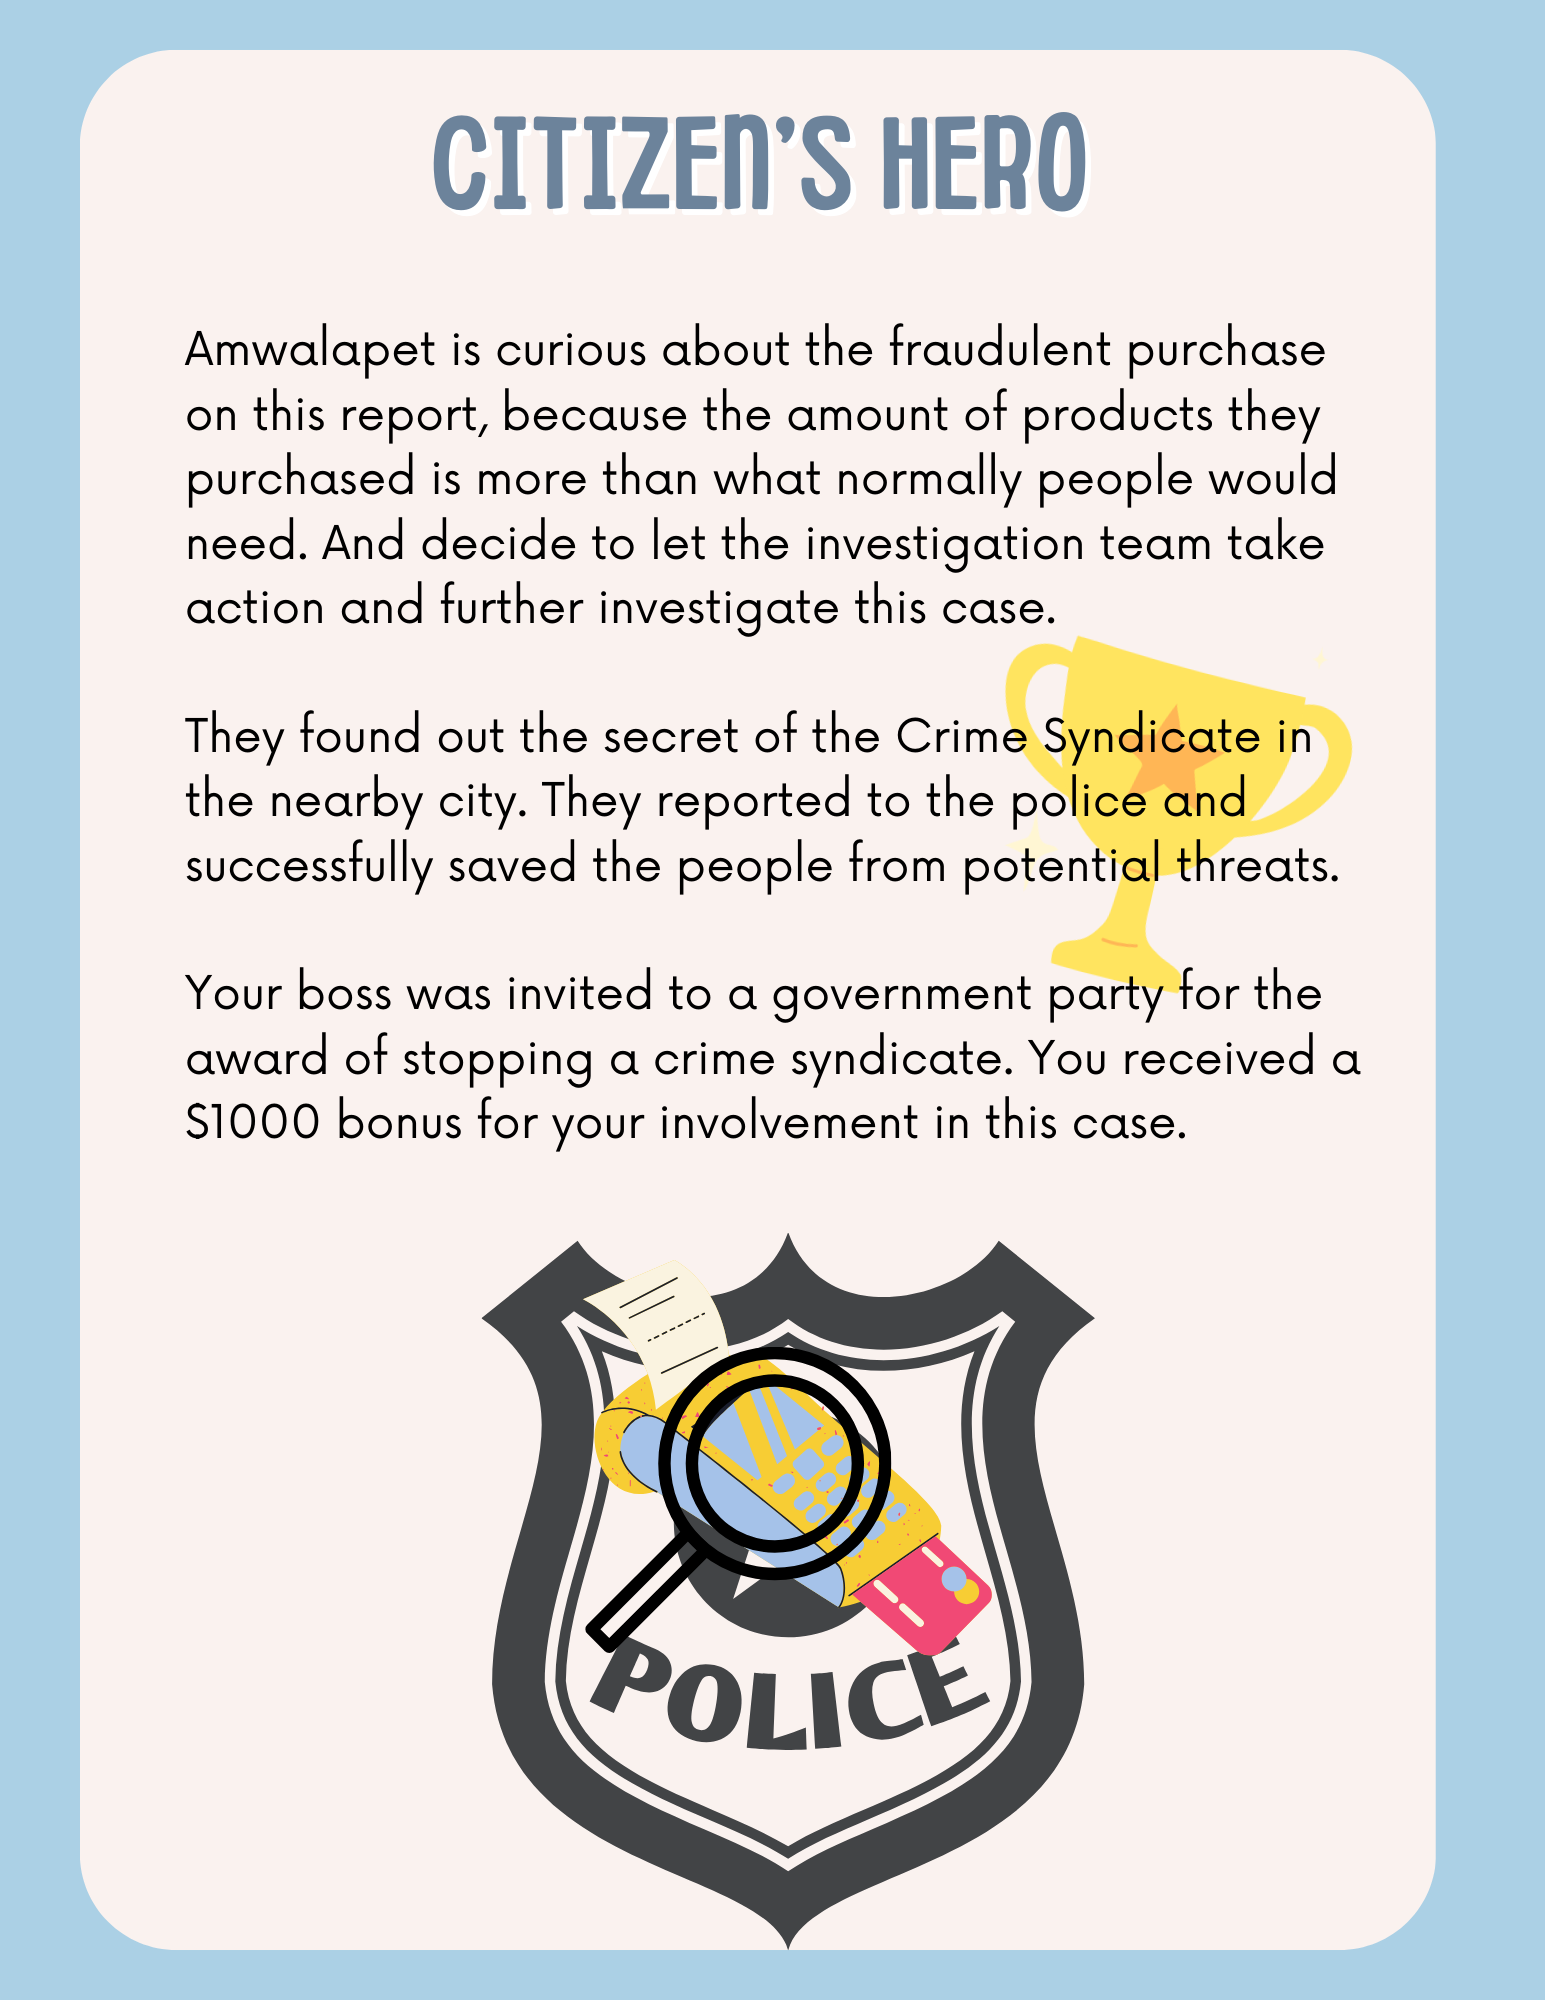 CITIZEN'S HERO
Amwalapet is curious about the fraudulent purchase
on this report, because the amount of products they
purchased is more than what normally people would
need. And decide to let the investigation team take
action and further investigate this case.
They found out the secret of the Crime Syndicate in
the nearby city. They reported to the police and
successfully saved the people from potential threats.
Your boss was invited to a government party for the
award of stopping a crime syndicate. You received a
$1000 bonus for your involvement in this case.
POLICE